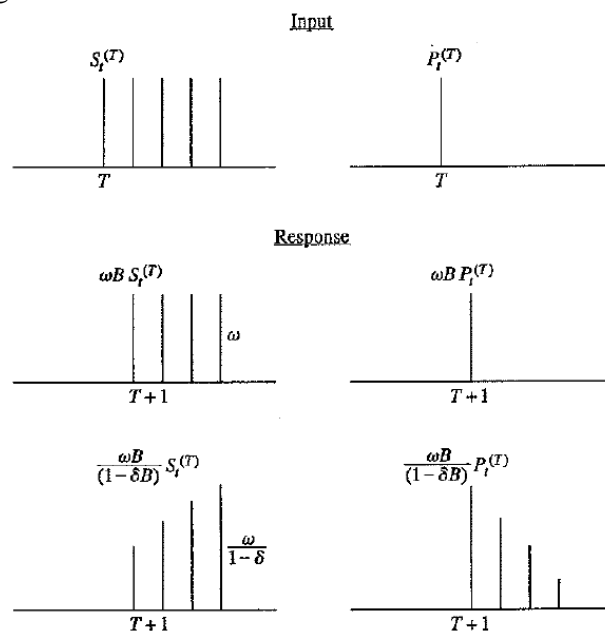 Input
S_t^(T) P_t^(T)
T T
Response
ωB S_t^(T) ωB P_t^(T)
ω
T + 1 T + 1
ωB/(1 − δB) S_t^(T) ωB/(1 − δB) P_t^(T)
ω/(1 − δ)
T + 1 T + 1